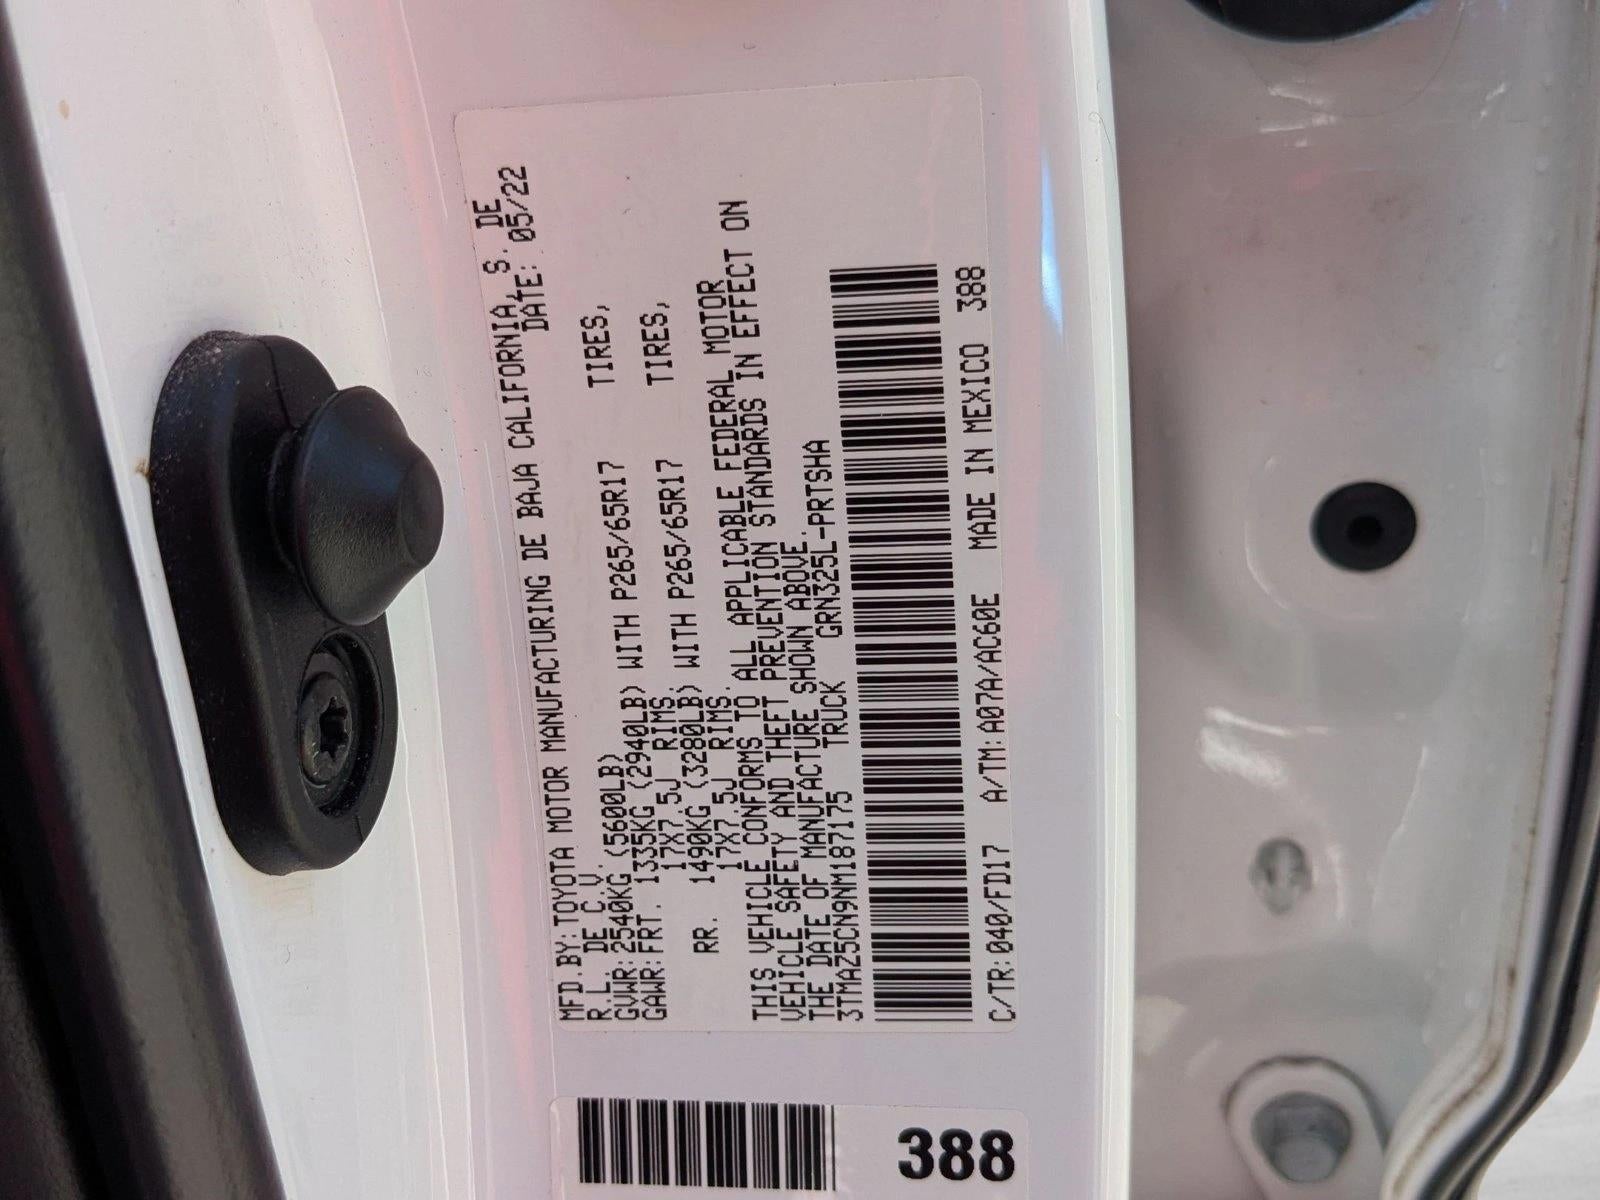 MFD.BY:TOYOTA MOTOR MANUFACTURING DE BAJA CALIFORNIA, S. DE
R.L. DE C.V. DATE: 05/22
GVWR:2540KG (5600LB)
GAWR:FRT. 1335KG (2940LB) WITH P265/65R17 TIRES,
17X7.5J RIMS.
RR. 1490KG (3280LB) WITH P265/65R17 TIRES,
17X7.5J RIMS.
THIS VEHICLE CONFORMS TO ALL APPLICABLE FEDERAL MOTOR
VEHICLE SAFETY AND THEFT PREVENTION STANDARDS IN EFFECT ON
THE DATE OF MANUFACTURE SHOWN ABOVE.
3TMAZ5CN9NM187175 TRUCK GRN325L-PRTSHA
C/TR:040/FD17 A/TM:A07A/AC60E MADE IN MEXICO 388
388